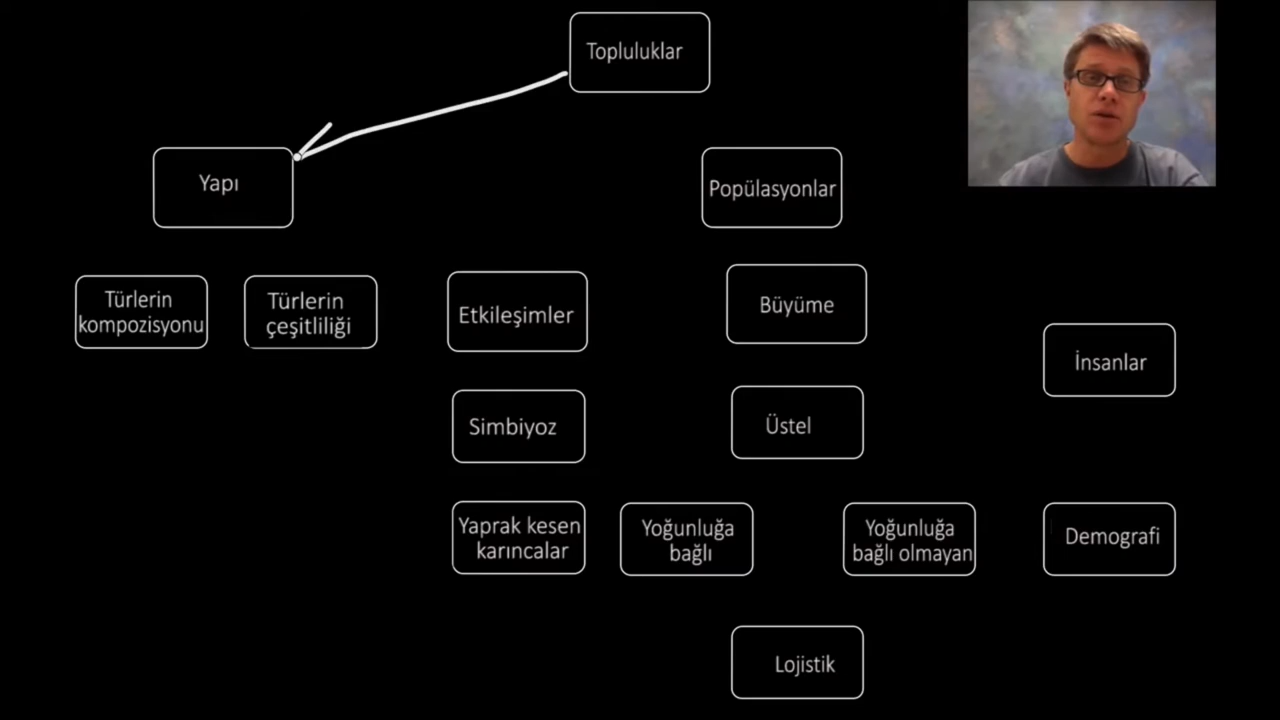 Topluluklar
Yapı
Popülasyonlar
Türlerin
kompozisyonu
Türlerin
çeşitliliği
Etkileşimler
Büyüme
İnsanlar
Simbiyoz
Üstel
Yaprak kesen
karıncalar
Yoğunluğa
bağlı
Yoğunluğa
bağlı olmayan
Demografi
Lojistik